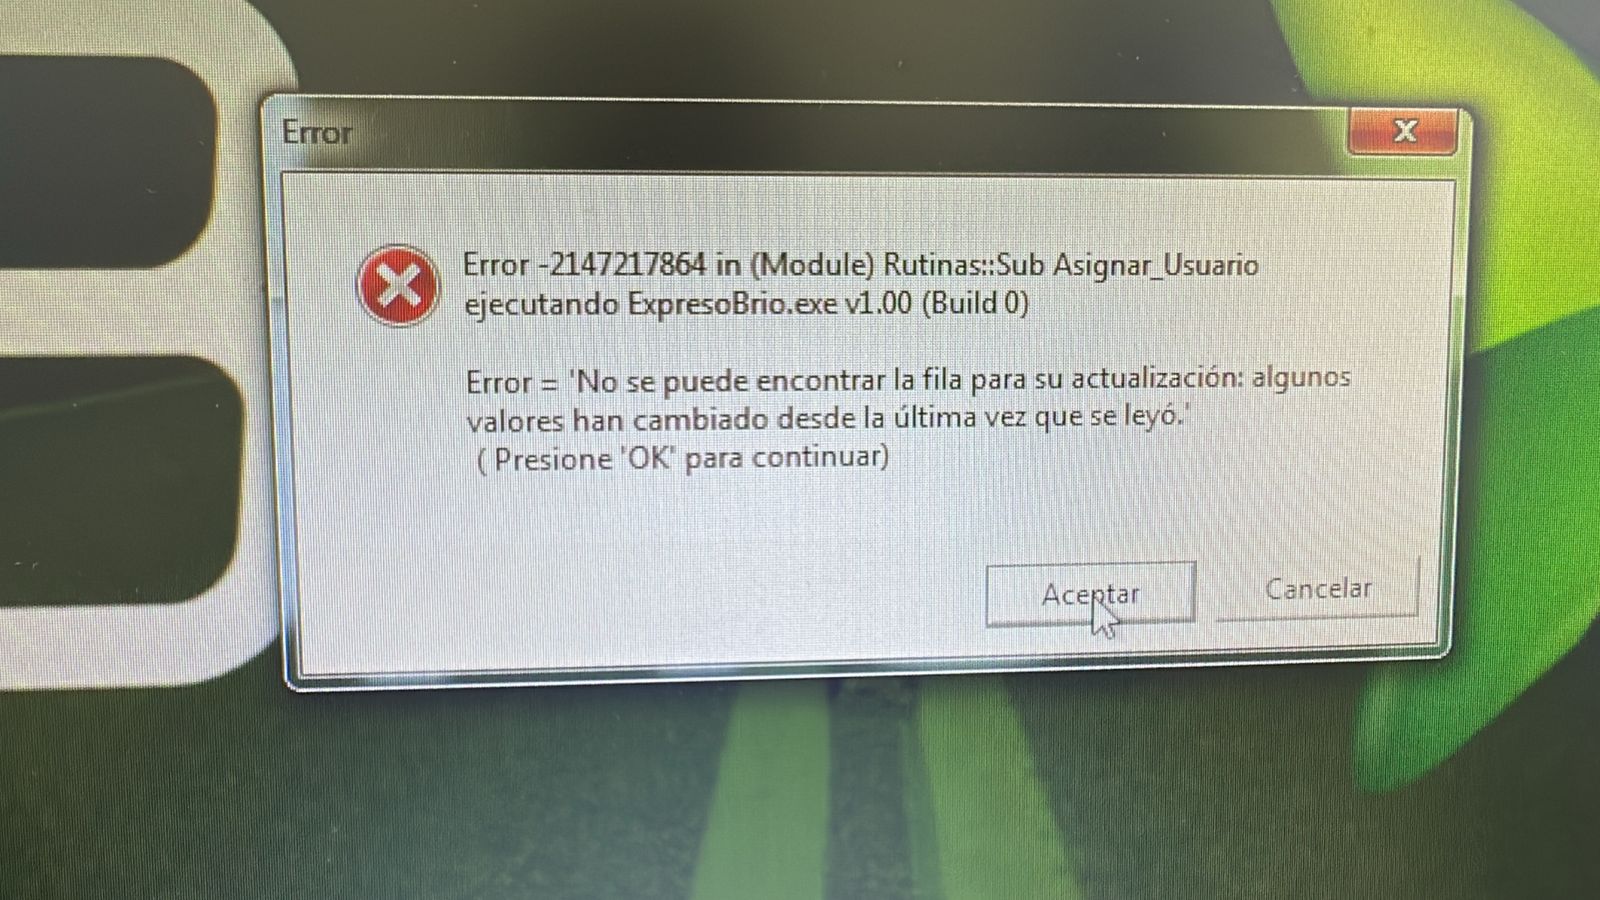 Error
X
Error -2147217864 in (Module) Rutinas::Sub Asignar_Usuario
ejecutando ExpresoBrio.exe v1.00 (Build 0)
Error = 'No se puede encontrar la fila para su actualización: algunos
valores han cambiado desde la última vez que se leyó.'
( Presione 'OK' para continuar)
Aceptar
Cancelar